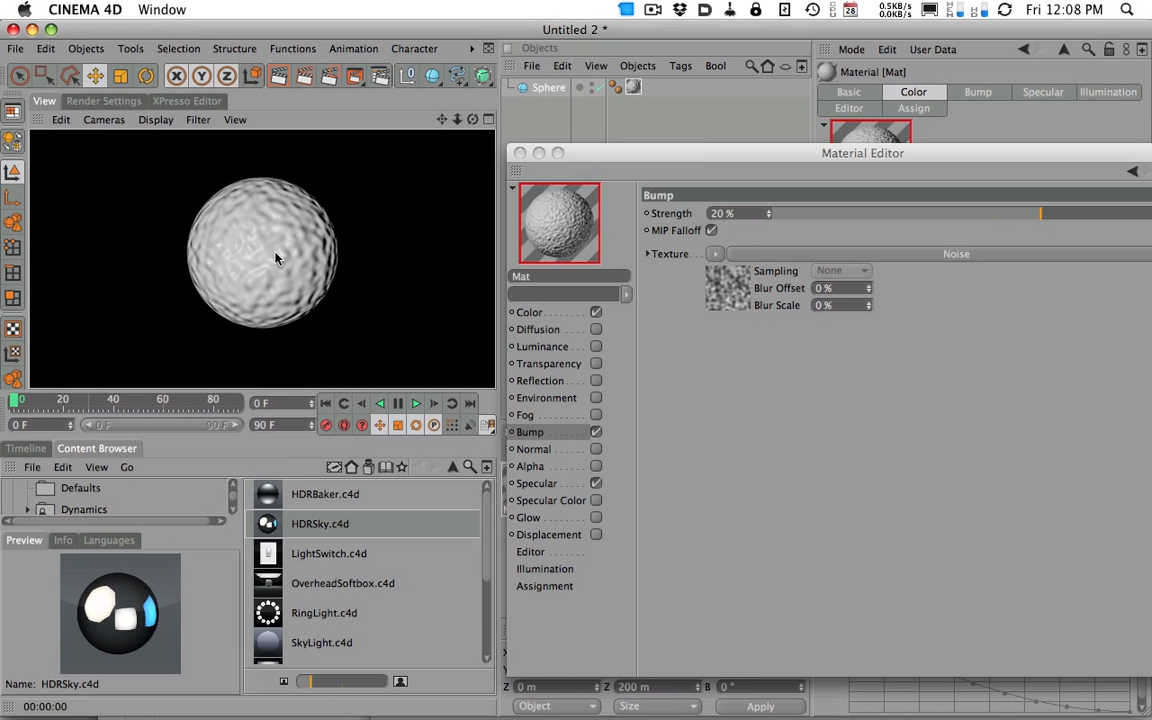 CINEMA 4D Window 0.5KB/s 0.0KB/s 28 Fri 12:08 PM
Untitled 2 *
File Edit Objects Tools Selection Structure Functions Animation Character
Objects
Mode Edit User Data
File Edit View Objects Tags Bool
Material [Mat]
X Y Z
Sphere
Basic Color Bump Specular Illumination
View Render Settings XPresso Editor
Editor Assign
Edit Cameras Display Filter View
Material Editor
Bump
Strength 20 %
MIP Falloff
Texture Noise
Sampling None
Blur Offset 0 %
Blur Scale 0 %
Mat
Color
Diffusion
Luminance
Transparency
Reflection
Environment
Fog
Bump
Normal
Alpha
Specular
Specular Color
Glow
Displacement
Editor
Illumination
Assignment
0 20 40 60 80 0 F
0 F 0 F 90 F 90 F
Timeline Content Browser
File Edit View Go
Defaults
Dynamics
HDRBaker.c4d
HDRSky.c4d
LightSwitch.c4d
OverheadSoftbox.c4d
RingLight.c4d
SkyLight.c4d
Preview Info Languages
Name: HDRSky.c4d
00:00:00
Z 0 m Z 200 m B 0 °
Object Size Apply